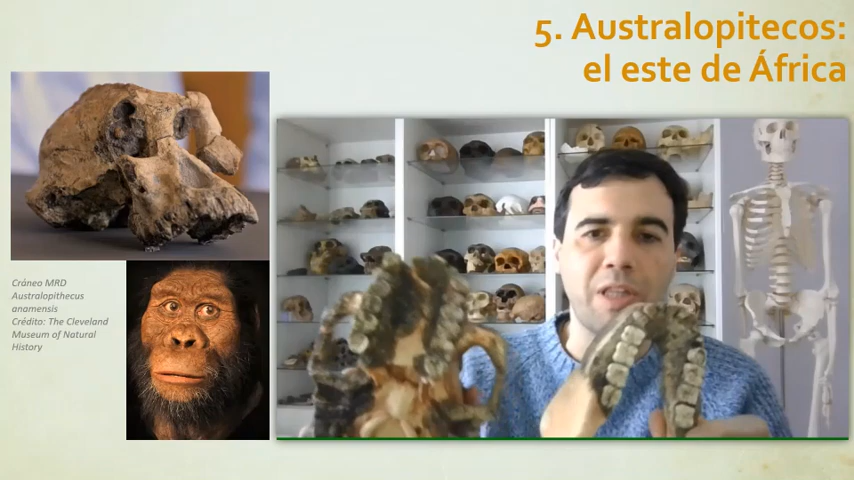 5. Australopitecos:
el este de África
Cráneo MRD
Australopithecus
anamensis
Crédito: The Cleveland
Museum of Natural
History